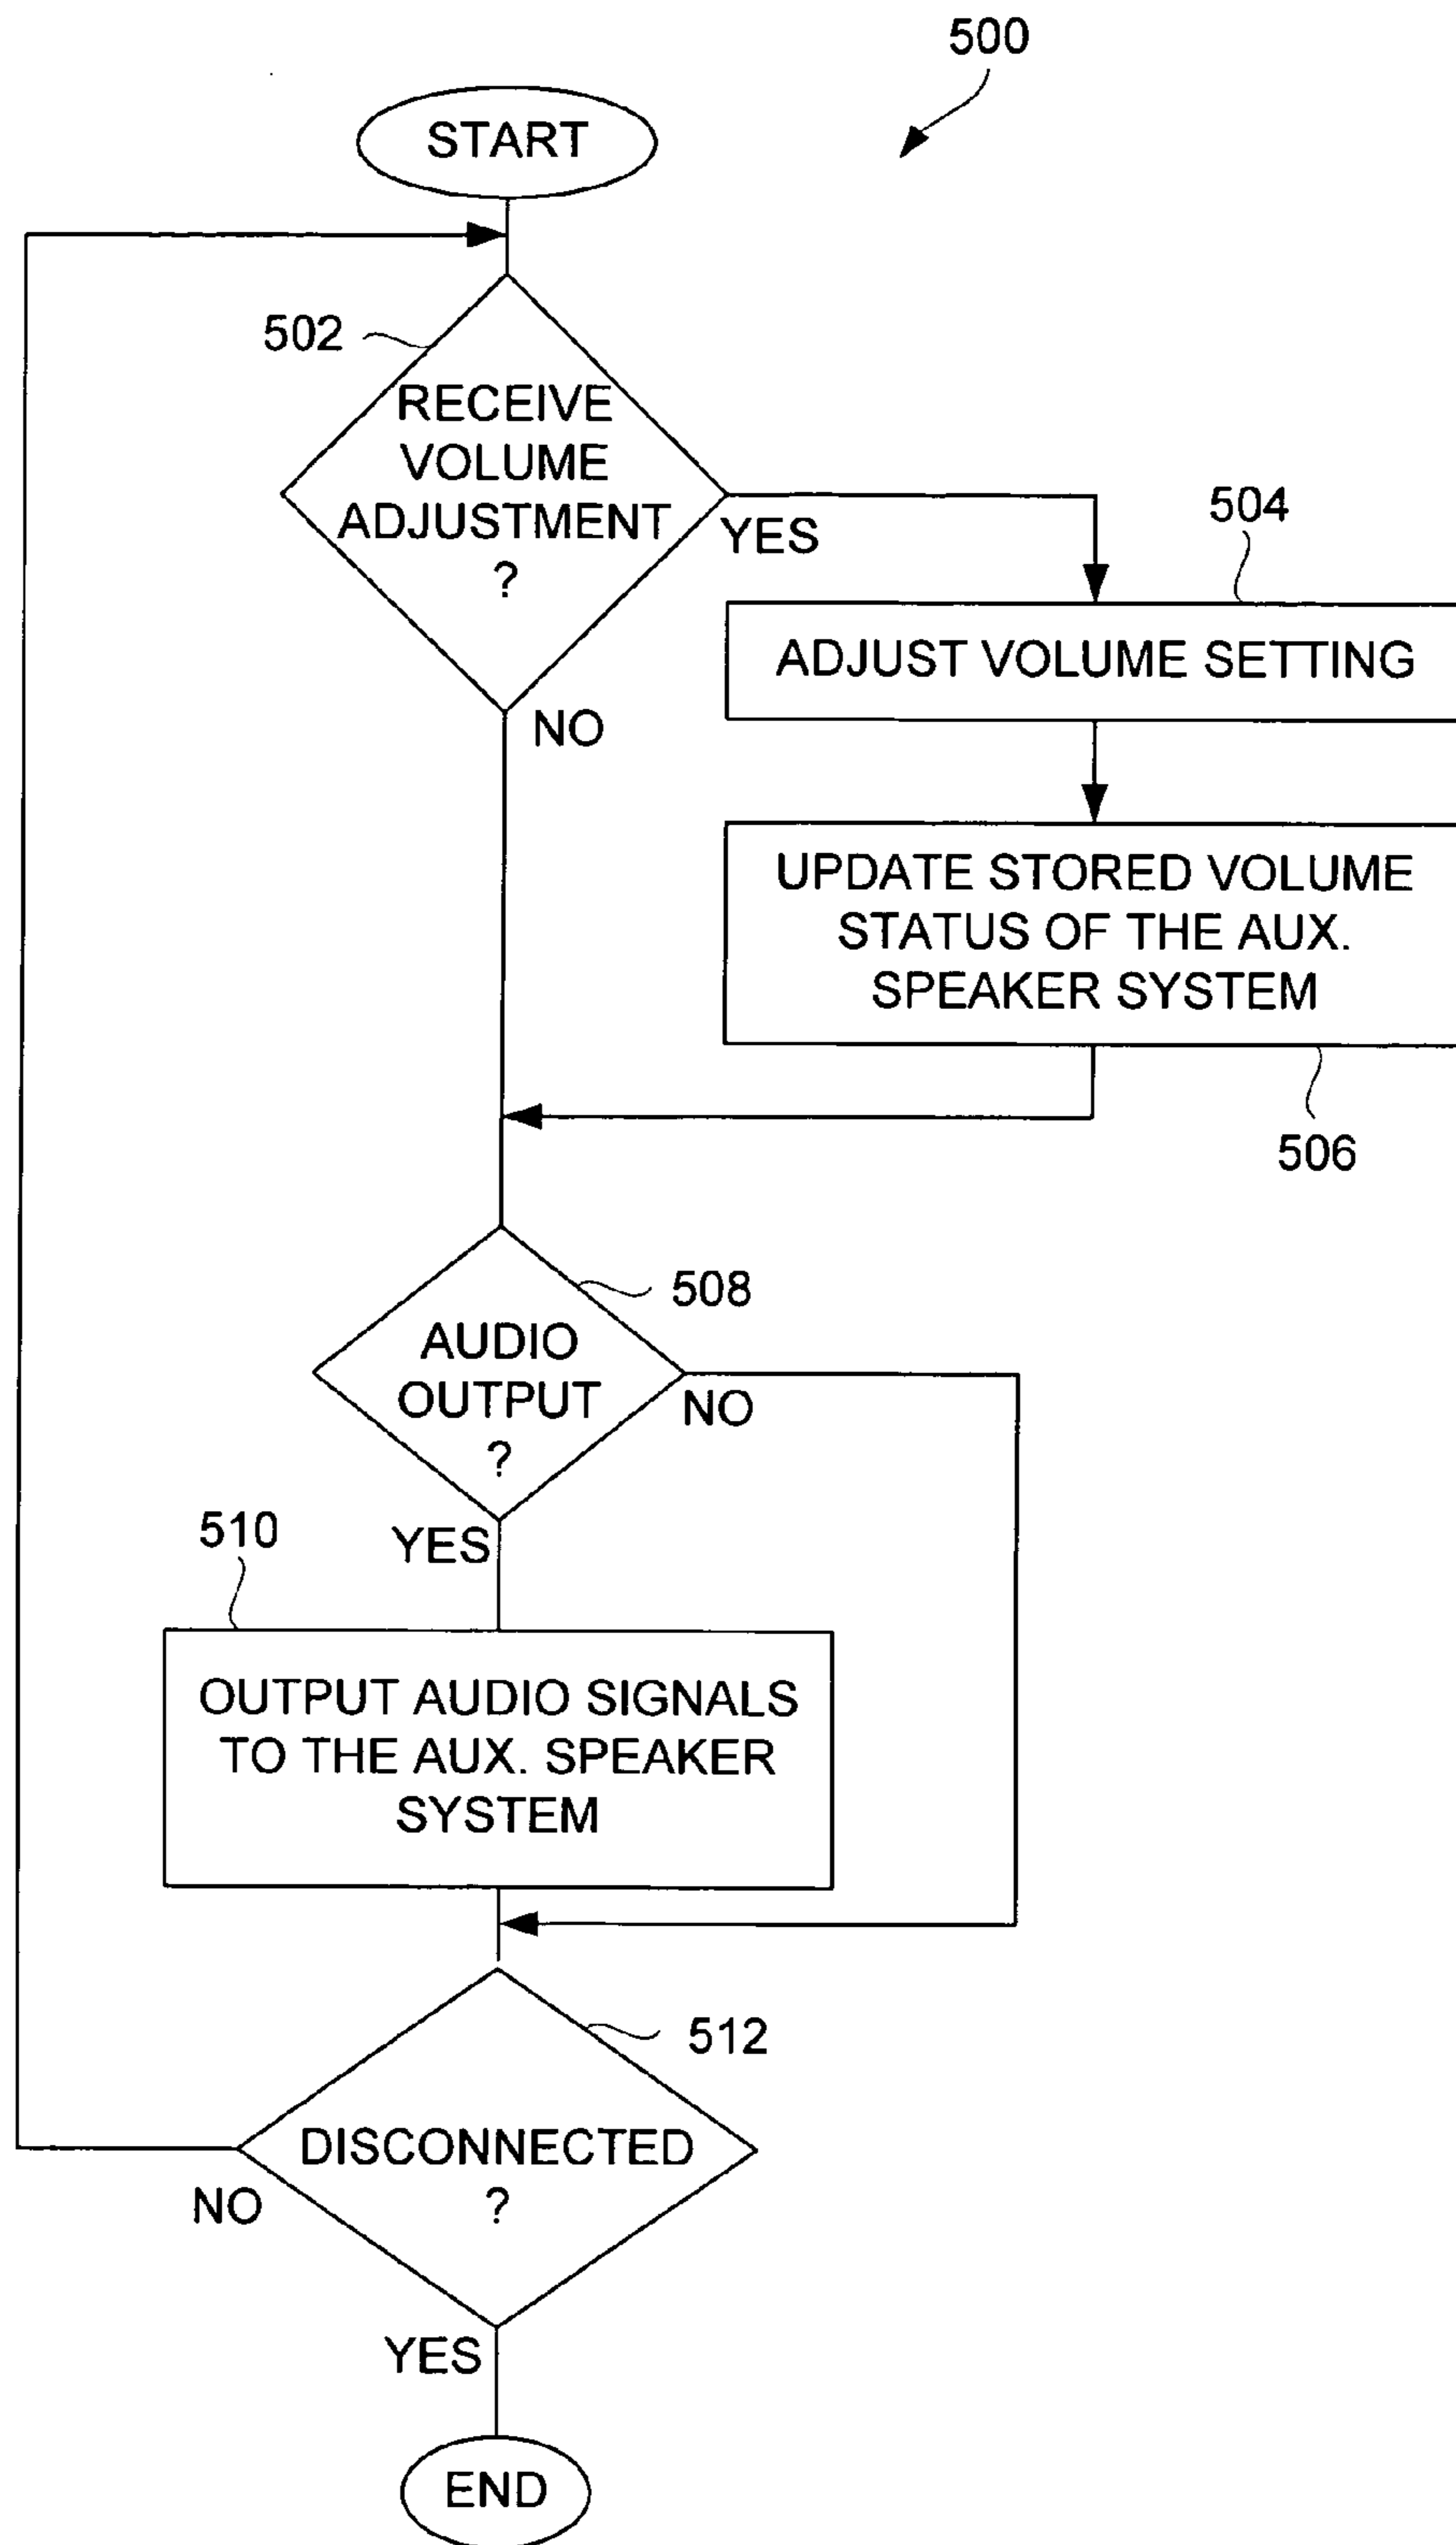 500
START
502
RECEIVE
VOLUME
ADJUSTMENT
?
YES
NO
504
ADJUST VOLUME SETTING
UPDATE STORED VOLUME
STATUS OF THE AUX.
SPEAKER SYSTEM
506
508
AUDIO
OUTPUT
?
NO
YES
510
OUTPUT AUDIO SIGNALS
TO THE AUX. SPEAKER
SYSTEM
512
DISCONNECTED
?
NO
YES
END